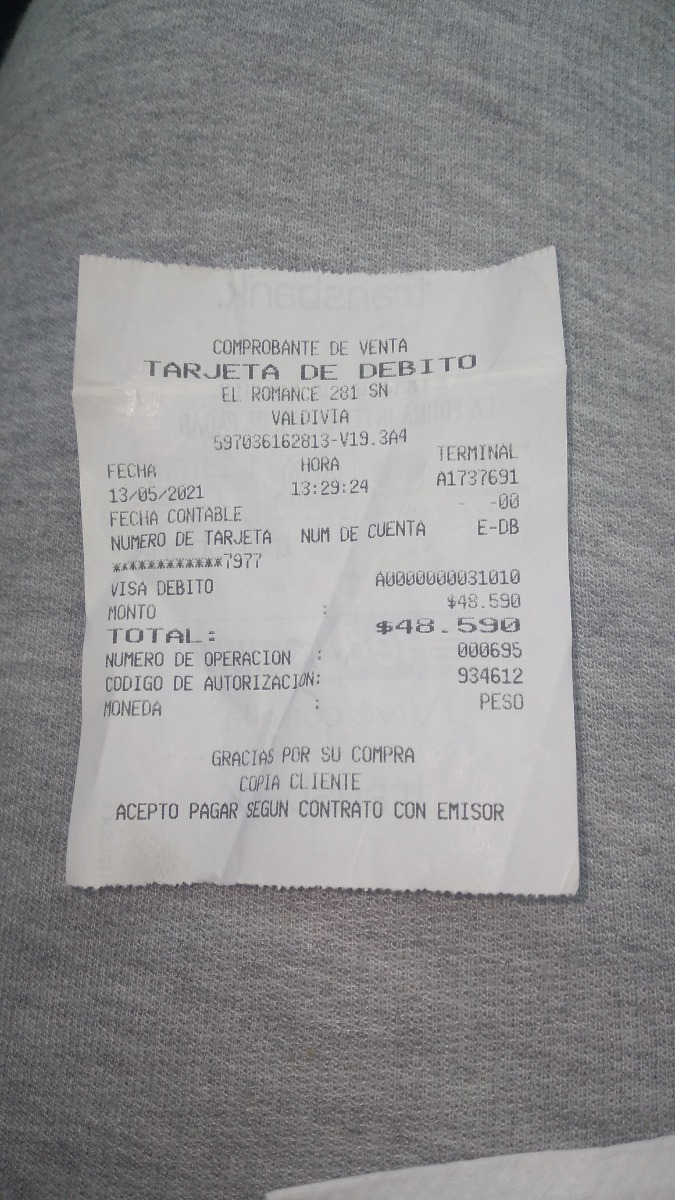 COMPROBANTE DE VENTA
TARJETA DE DEBITO
EL ROMANCE 281 SN
VALDIVIA
597036162813-V19.3A4
FECHA HORA TERMINAL
13/05/2021 13:29:24 A1737691
FECHA CONTABLE - -00
NUMERO DE TARJETA NUM DE CUENTA E-DB
************7977
VISA DEBITO A0000000031010
MONTO : $48.590
TOTAL: $48.590
NUMERO DE OPERACION : 000695
CODIGO DE AUTORIZACION: 934612
MONEDA : PESO
GRACIAS POR SU COMPRA
COPIA CLIENTE
ACEPTO PAGAR SEGUN CONTRATO CON EMISOR